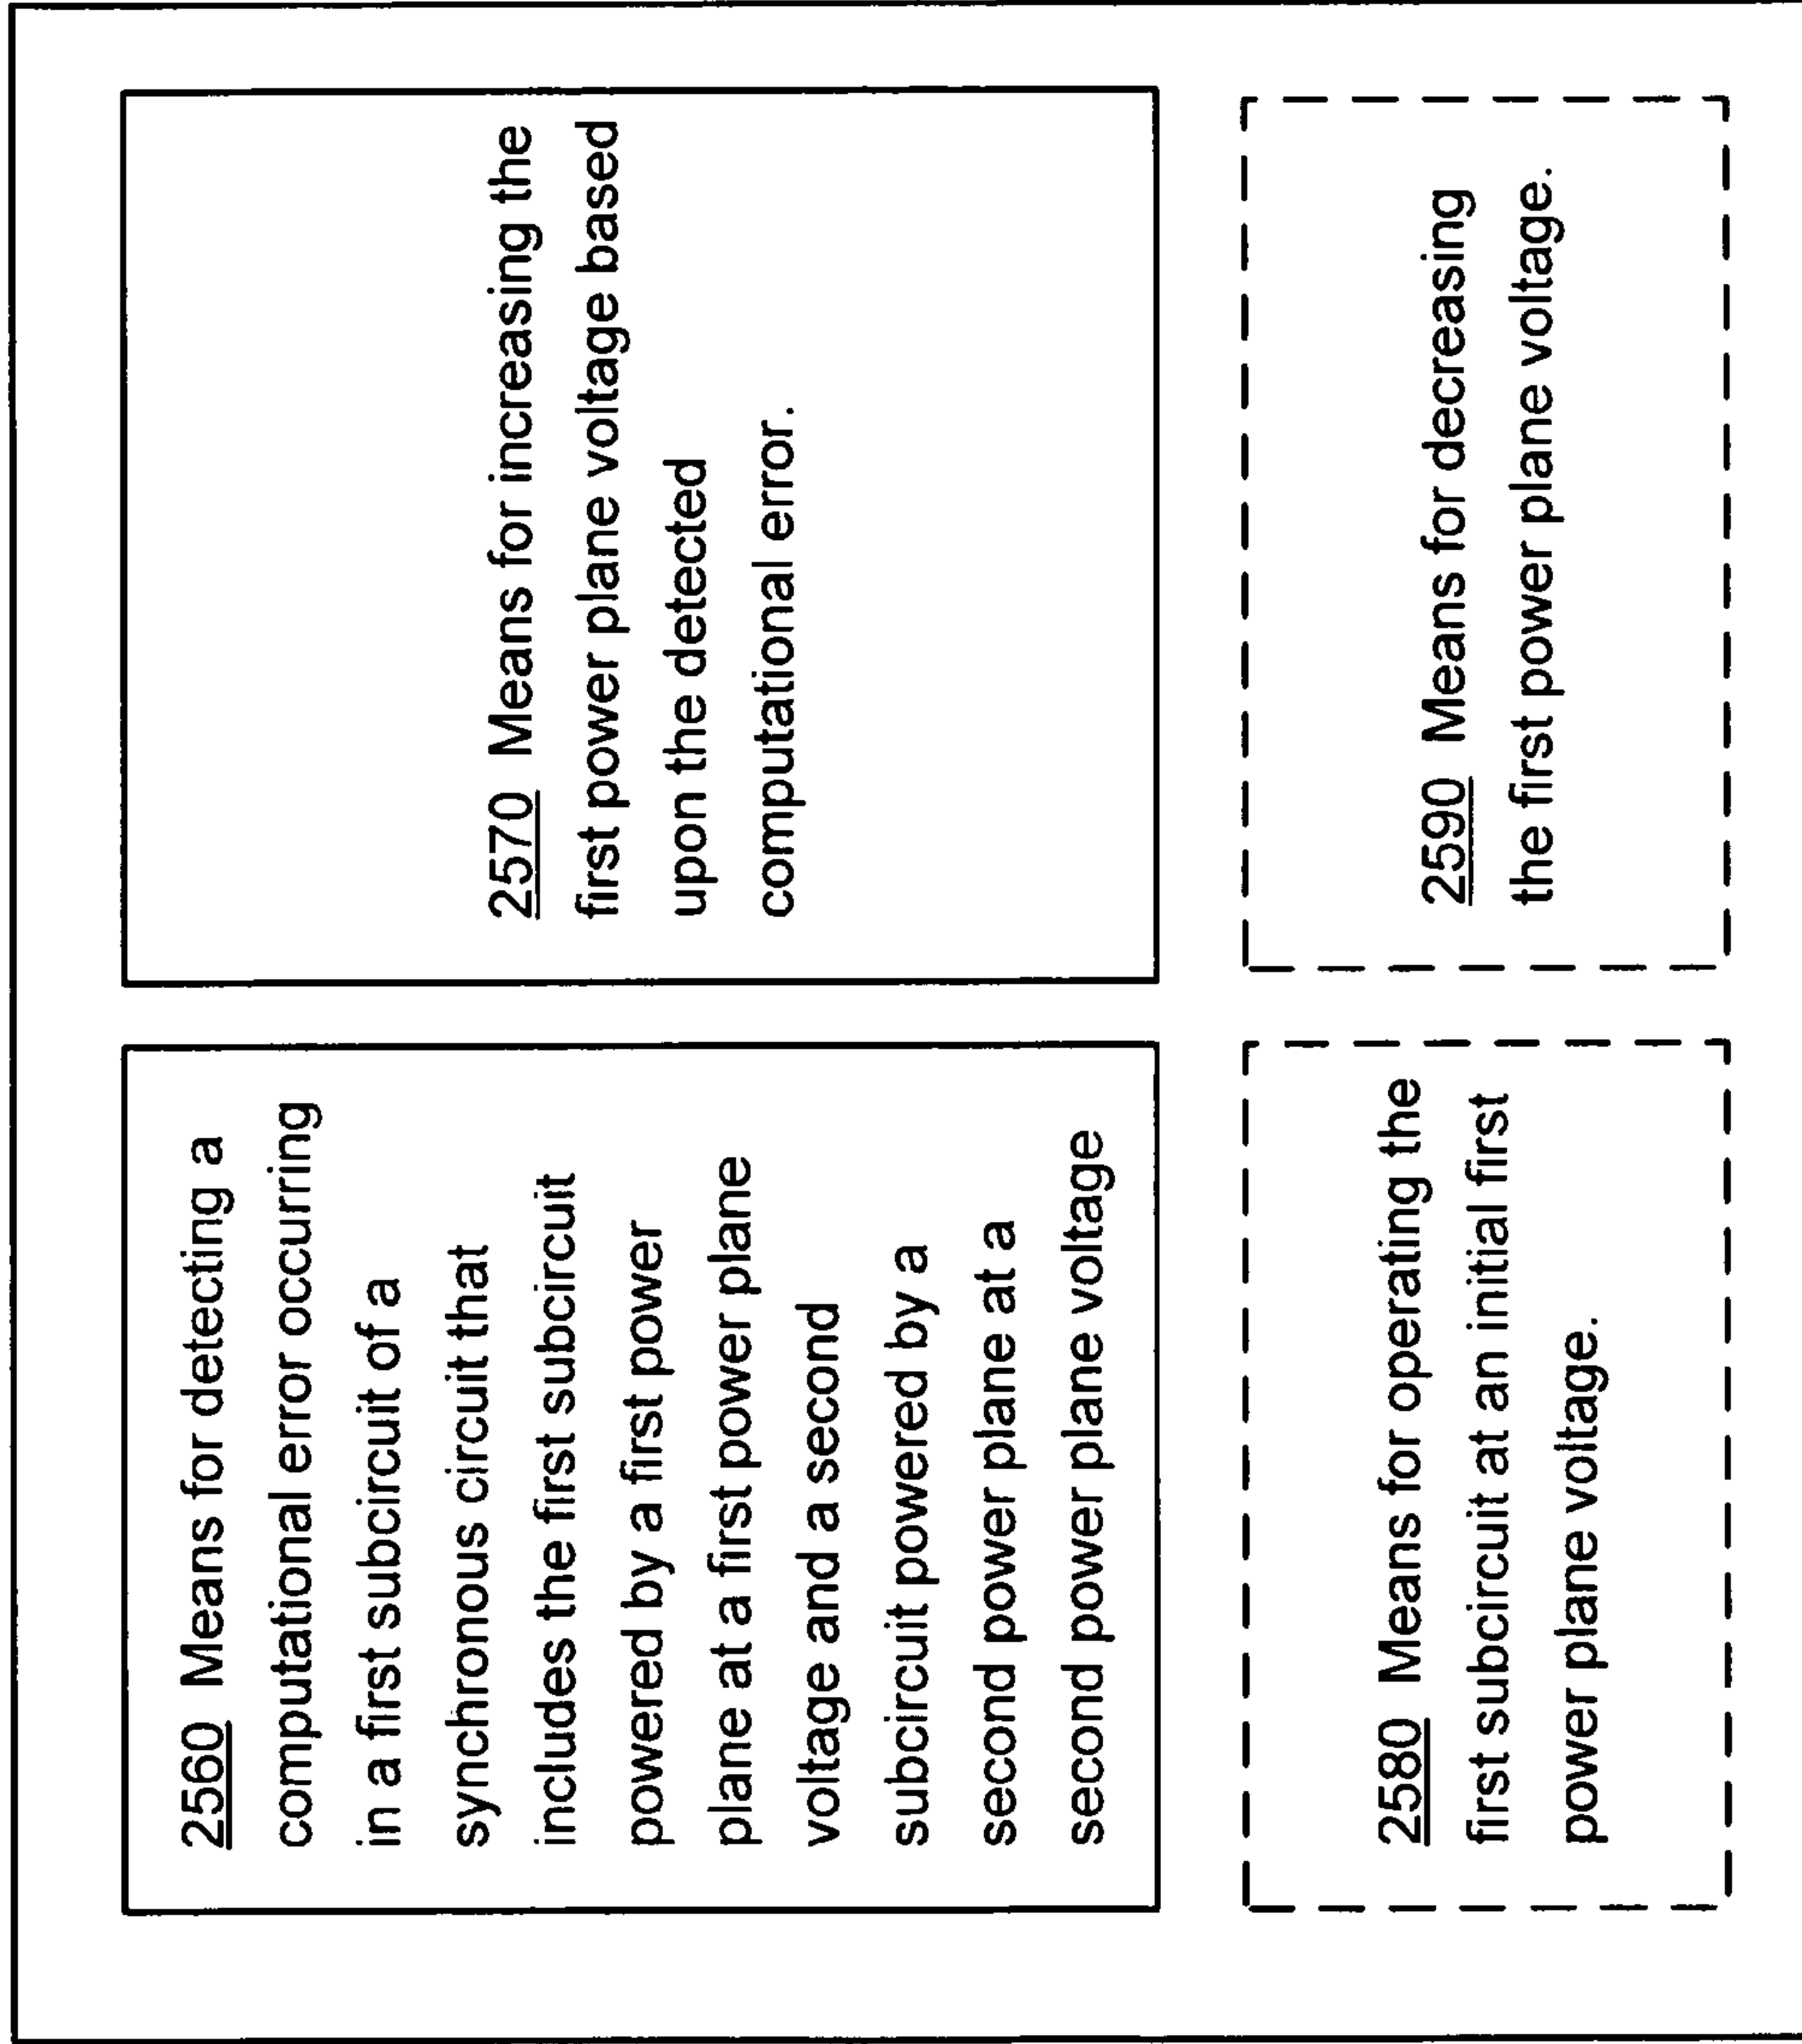 2560 Means for detecting a
computational error occurring
in a first subcircuit of a
synchronous circuit that
includes the first subcircuit
powered by a first power
plane at a first power plane
voltage and a second
subcircuit powered by a
second power plane at a
second power plane voltage
2570 Means for increasing the
first power plane voltage based
upon the detected
computational error.
2580 Means for operating the
first subcircuit at an initial first
power plane voltage.
2590 Means for decreasing
the first power plane voltage.